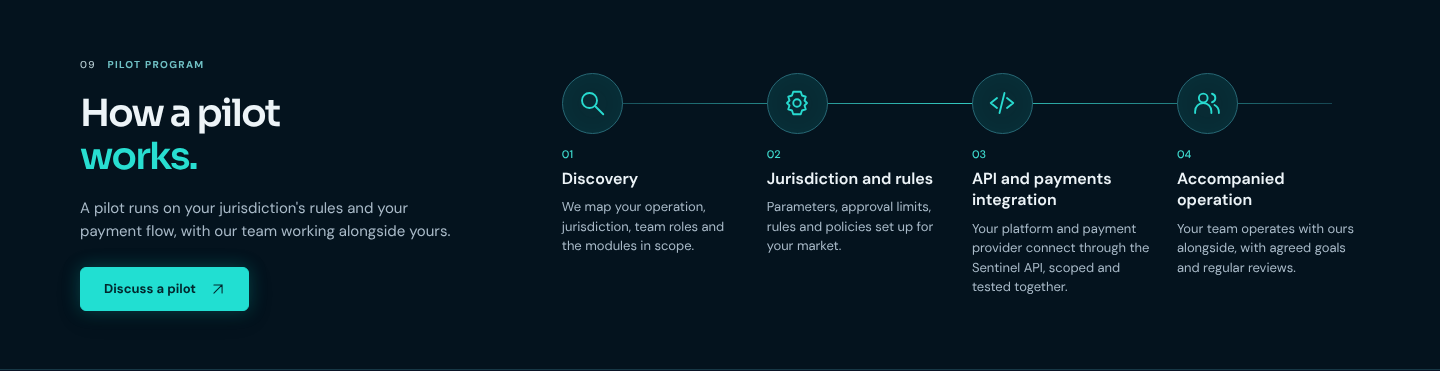 09 PILOT PROGRAM
How a pilot
works.
A pilot runs on your jurisdiction's rules and your
payment flow, with our team working alongside yours.
Discuss a pilot
01
Discovery
We map your operation,
jurisdiction, team roles and
the modules in scope.
02
Jurisdiction and rules
Parameters, approval limits,
rules and policies set up for
your market.
03
API and payments
integration
Your platform and payment
provider connect through the
Sentinel API, scoped and
tested together.
04
Accompanied
operation
Your team operates with ours
alongside, with agreed goals
and regular reviews.